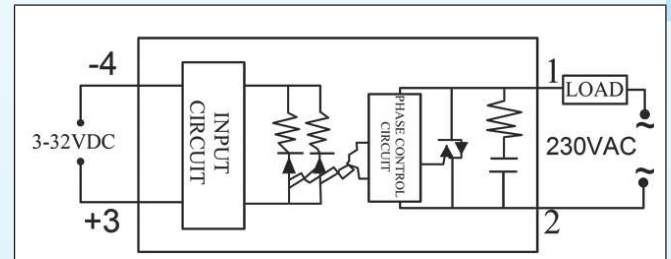 -4
3-32VDC
+3
INPUT
CIRCUIT
PHASE CONTROL
CIRCUIT
1
LOAD
~
230VAC
~
2